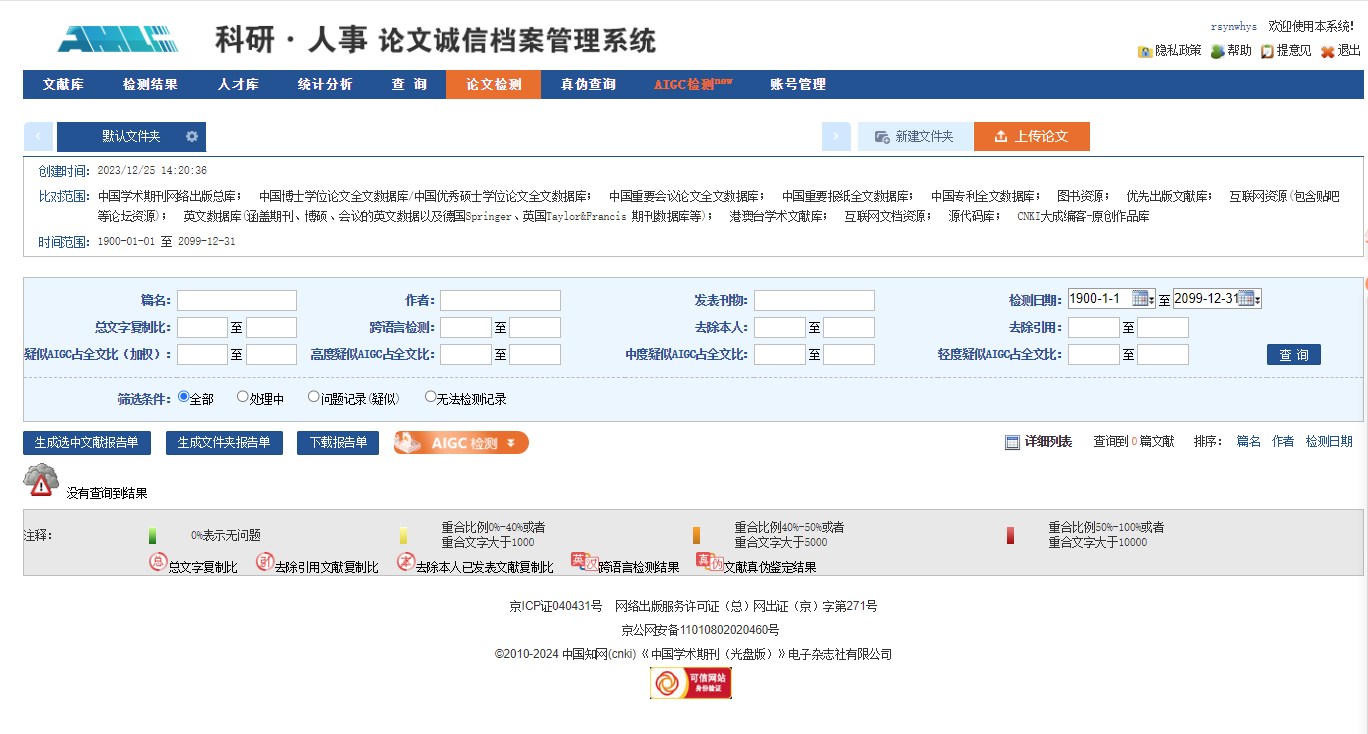 AMLC 科研·人事 论文诚信档案管理系统
rsynwhys 欢迎使用本系统!
隐私政策 帮助 提意见 退出
文献库 检测结果 人才库 统计分析 查 询 论文检测 真伪查询 AIGC检测new 账号管理
默认文件夹 新建文件夹 上传论文
创建时间: 2023/12/25 14:20:36
比对范围: 中国学术期刊网络出版总库; 中国博士学位论文全文数据库/中国优秀硕士学位论文全文数据库; 中国重要会议论文全文数据库; 中国重要报纸全文数据库; 中国专利全文数据库; 图书资源; 优先出版文献库; 互联网资源(包含贴吧
等论坛资源); 英文数据库(涵盖期刊、博硕、会议的英文数据以及德国Springer、英国Taylor&Francis 期刊数据库等); 港澳台学术文献库; 互联网文档资源; 源代码库; CNKI大成编客-原创作品库
时间范围: 1900-01-01 至 2099-12-31
篇名: 作者: 发表刊物: 检测日期: 1900-1-1 至 2099-12-31
总文字复制比: 至 跨语言检测: 至 去除本人: 至 去除引用: 至
疑似AIGC占全文比(加权): 至 高度疑似AIGC占全文比: 至 中度疑似AIGC占全文比: 至 轻度疑似AIGC占全文比: 至 查 询
筛选条件: 全部 处理中 问题记录(疑似) 无法检测记录
生成选中文献报告单 生成文件夹报告单 下载报告单 AIGC 检测 详细列表 查询到 0 篇文献 排序: 篇名 作者 检测日期
没有查询到结果
注释: 0%表示无问题 重合比例0%-40%或者 重合比例40%-50%或者 重合比例50%-100%或者
重合文字大于1000 重合文字大于5000 重合文字大于10000
总 总文字复制比 引 去除引用文献复制比 本 去除本人已发表文献复制比 英汉 跨语言检测结果 真伪 文献真伪鉴定结果
京ICP证040431号 网络出版服务许可证(总)网出证(京)字第271号
京公网安备11010802020460号
©2010-2024 中国知网(cnki)《中国学术期刊(光盘版)》电子杂志社有限公司
可信网站
身份验证